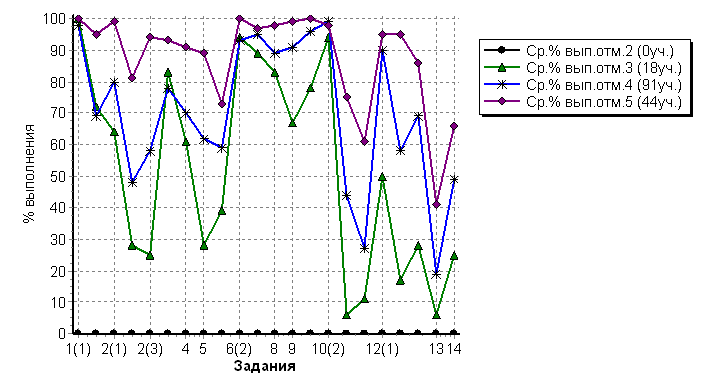 100
90
80
70
60
50
40
30
20
10
0
% выполнения
1(1) 2(1) 2(3) 4 5 6(2) 8 9 10(2) 12(1) 13 14
Задания
Ср.% вып.отм.2 (0уч.)
Ср.% вып.отм.3 (18уч.)
Ср.% вып.отм.4 (91уч.)
Ср.% вып.отм.5 (44уч.)